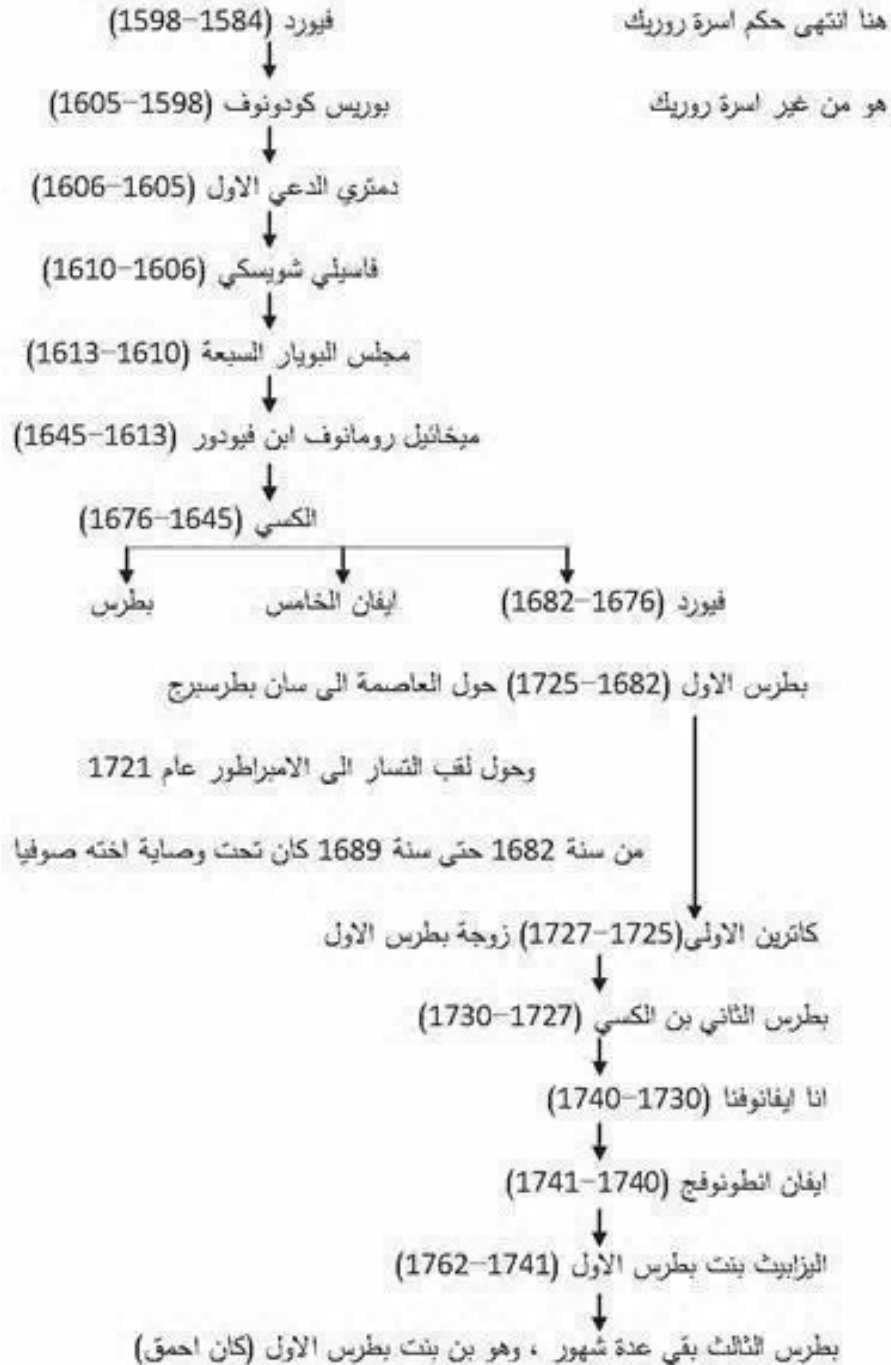 هنا انتهى حكم اسرة روريك
فيورد (1584–1598)
هو من غير اسرة روريك
بوريس كودونوف (1598–1605)
دمتري الدعي الاول (1605–1606)
فاسيلي شويسكي (1606–1610)
مجلس البويار السبعة (1610–1613)
ميخائيل رومانوف ابن فيودور (1613–1645)
الكسي (1645–1676)
فيورد (1676–1682)
ايفان الخامس
بطرس
بطرس الاول (1682–1725) حول العاصمة الى سان بطرسبرج
وحول لقب التسار الى الامبراطور عام 1721
من سنة 1682 حتى سنة 1689 كان تحت وصاية اخته صوفيا
كاترين الاولى(1725–1727) زوجة بطرس الاول
بطرس الثاني بن الكسي (1727–1730)
انا ايفانوفنا (1730–1740)
ايفان انطونوفج (1740–1741)
اليزابيث بنت بطرس الاول (1741–1762)
بطرس الثالث بقي عدة شهور ، وهو بن بنت بطرس الاول (كان احمق)